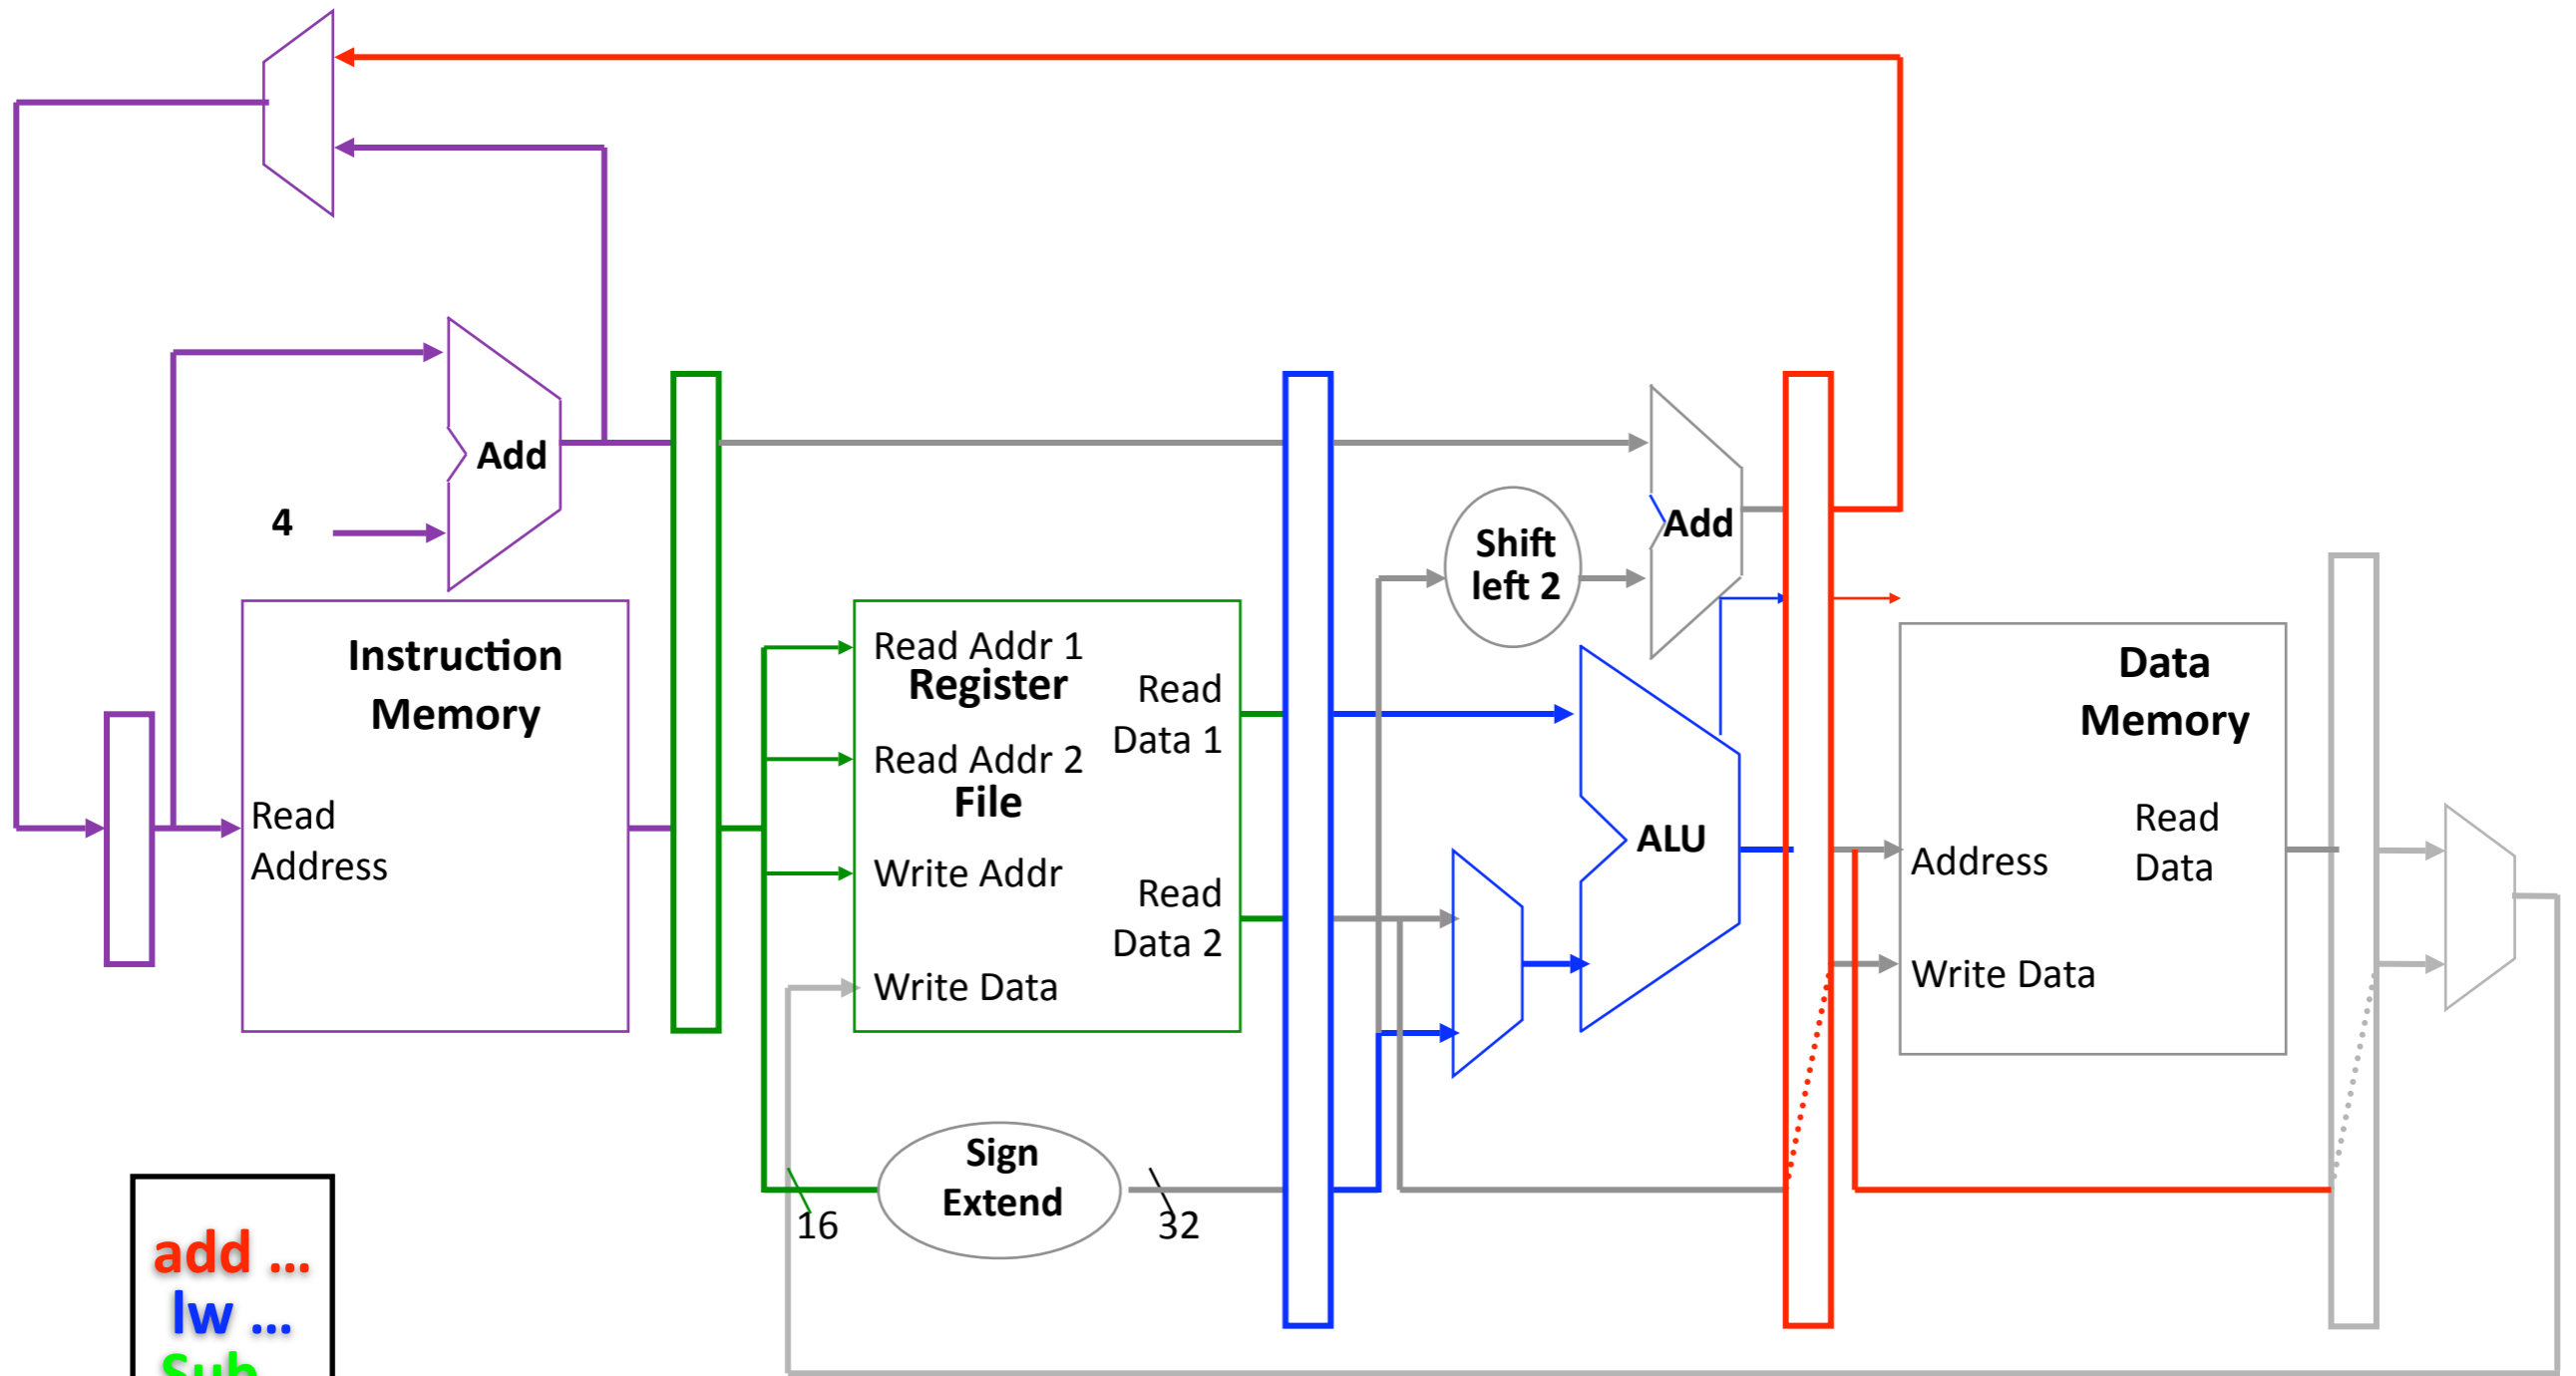 Add
4
Instruction
Memory
Read
Address
Read Addr 1
Register
Read Addr 2
File
Write Addr
Write Data
Read
Data 1
Read
Data 2
Sign
Extend
16
32
Shift
left 2
Add
ALU
Data
Memory
Address
Read
Data
Write Data
add ...
lw ...
Sub